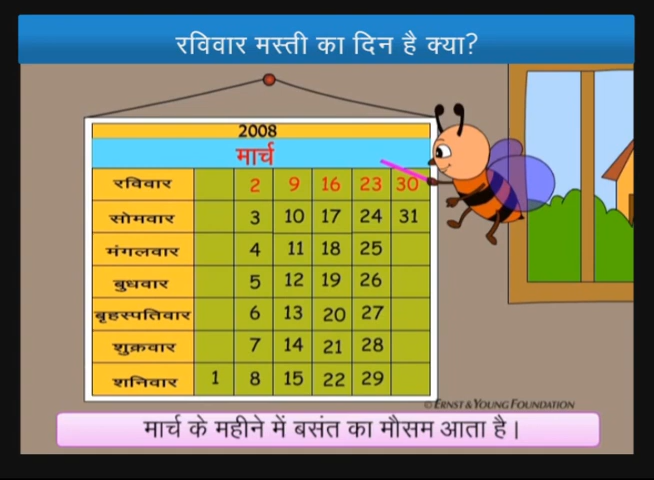 रविवार मस्ती का दिन है क्या?
2008
मार्च
रविवार 2 9 16 23 30
सोमवार 3 10 17 24 31
मंगलवार 4 11 18 25
बुधवार 5 12 19 26
बृहस्पतिवार 6 13 20 27
शुक्रवार 7 14 21 28
शनिवार 1 8 15 22 29
© ERNST & YOUNG FOUNDATION
मार्च के महीने में बसंत का मौसम आता है।